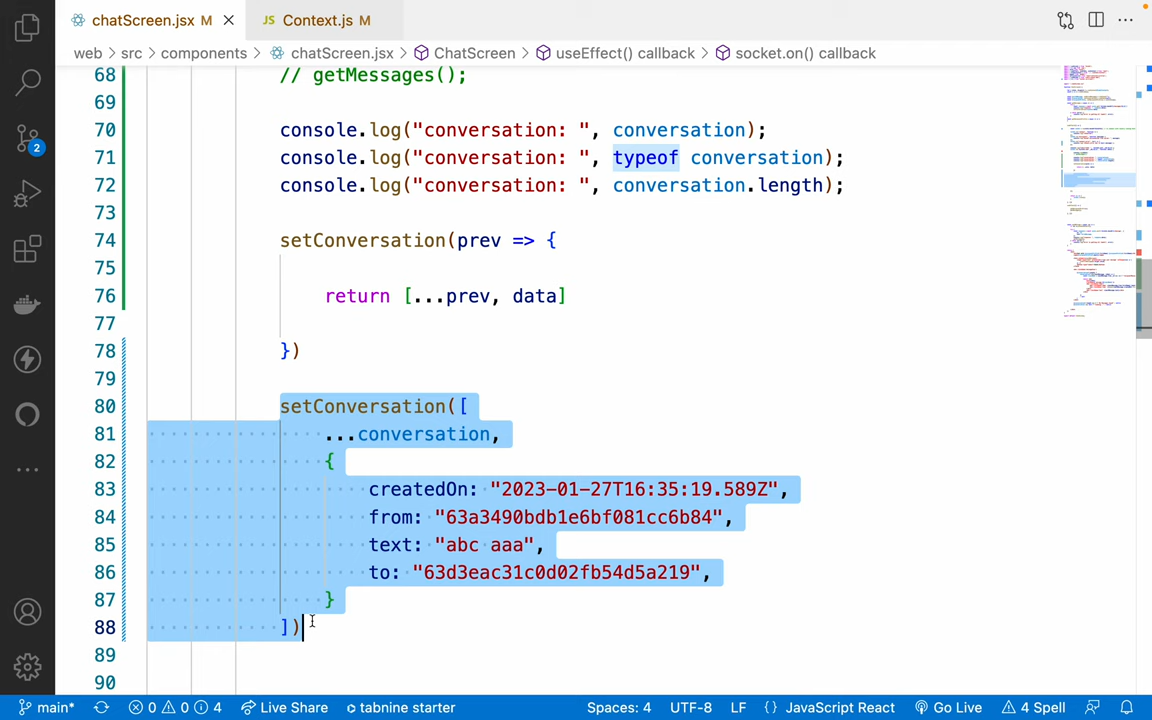 chatScreen.jsx M
JS Context.js M
web > src > components > chatScreen.jsx > ChatScreen > useEffect() callback > socket.on() callback
68 // getMessages();
69
70 console.log("conversation: ", conversation);
71 console.log("conversation: ", typeof conversation);
72 console.log("conversation: ", conversation.length);
73
74 setConversation(prev => {
75
76 return [...prev, data]
77
78 })
79
80 setConversation([
81 ...conversation,
82 {
83 createdOn: "2023-01-27T16:35:19.589Z",
84 from: "63a3490bdb1e6bf081cc6b84",
85 text: "abc aaa",
86 to: "63d3eac31c0d02fb54d5a219",
87 }
88 ])
89
90
2
main* 0 0 4 Live Share tabnine starter Spaces: 4 UTF-8 LF {} JavaScript React Go Live 4 Spell